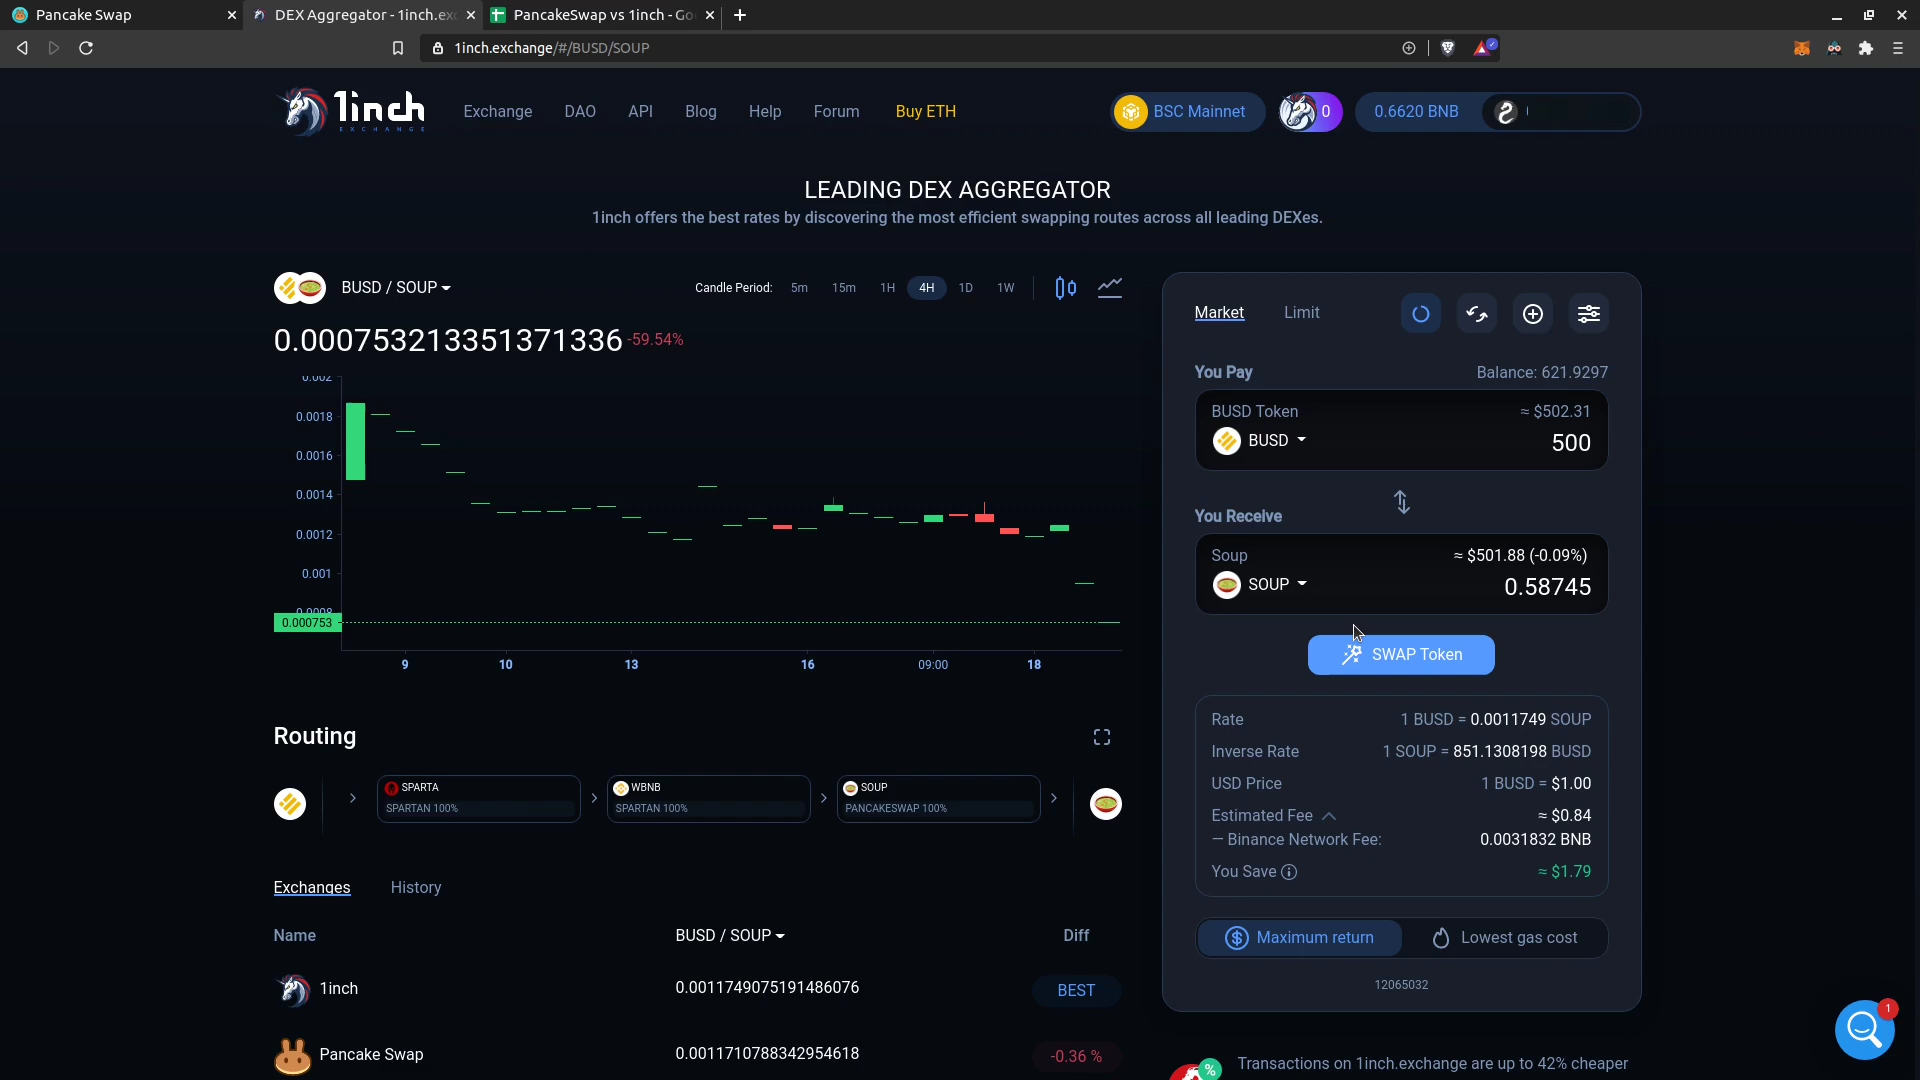 Pancake Swap
DEX Aggregator - 1inch.exc
PancakeSwap vs 1inch - Go
1inch.exchange/#/BUSD/SOUP
1inch
EXCHANGE
Exchange
DAO
API
Blog
Help
Forum
Buy ETH
BSC Mainnet
0
0.6620 BNB
LEADING DEX AGGREGATOR
1inch offers the best rates by discovering the most efficient swapping routes across all leading DEXes.
BUSD / SOUP
Candle Period:
5m
15m
1H
4H
1D
1W
0.000753213351371336
-59.54%
0.002
0.0018
0.0016
0.0014
0.0012
0.001
0.0008
0.000753
9
10
13
16
09:00
18
Routing
SPARTA
SPARTAN 100%
WBNB
SPARTAN 100%
SOUP
PANCAKESWAP 100%
Exchanges
History
Name
BUSD / SOUP
Diff
1inch
0.0011749075191486076
BEST
Pancake Swap
0.0011710788342954618
-0.36 %
Market
Limit
You Pay
Balance: 621.9297
BUSD Token
≈ $502.31
BUSD
500
You Receive
Soup
≈ $501.88 (-0.09%)
SOUP
0.58745
SWAP Token
Rate
1 BUSD = 0.0011749 SOUP
Inverse Rate
1 SOUP = 851.1308198 BUSD
USD Price
1 BUSD = $1.00
Estimated Fee
≈ $0.84
— Binance Network Fee:
0.0031832 BNB
You Save
≈ $1.79
Maximum return
Lowest gas cost
12065032
1
%
Transactions on 1inch.exchange are up to 42% cheaper